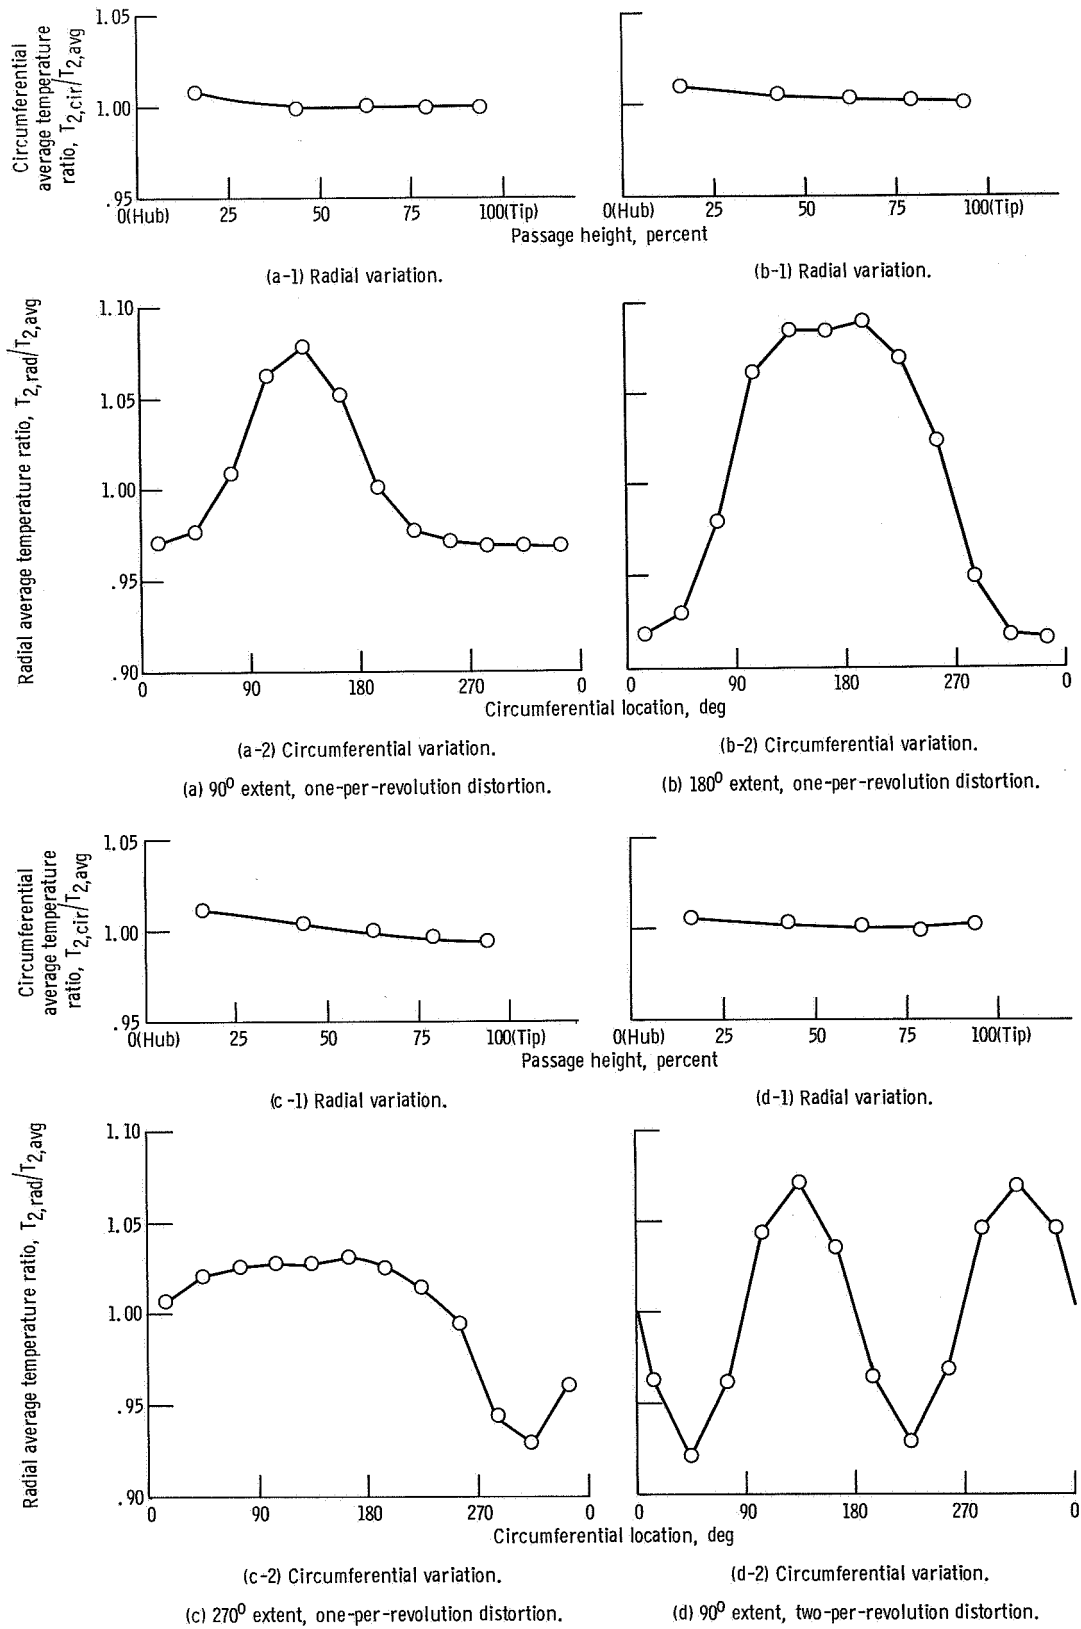 Circumferential
average temperature
ratio, T2,cir/T2,avg
1.05
1.00
.95
0(Hub) 25 50 75 100(Tip)
0(Hub) 25 50 75 100(Tip)
Passage height, percent
(a-1) Radial variation.
(b-1) Radial variation.
Radial average temperature ratio, T2,rad/T2,avg
1.10
1.05
1.00
.95
.90
0 90 180 270 0
0 90 180 270 0
Circumferential location, deg
(a-2) Circumferential variation.
(b-2) Circumferential variation.
(a) 90° extent, one-per-revolution distortion.
(b) 180° extent, one-per-revolution distortion.
Circumferential
average temperature
ratio, T2,cir/T2,avg
1.05
1.00
.95
0(Hub) 25 50 75 100(Tip)
0(Hub) 25 50 75 100(Tip)
Passage height, percent
(c-1) Radial variation.
(d-1) Radial variation.
Radial average temperature ratio, T2,rad/T2,avg
1.10
1.05
1.00
.95
.90
0 90 180 270 0
0 90 180 270 0
Circumferential location, deg
(c-2) Circumferential variation.
(d-2) Circumferential variation.
(c) 270° extent, one-per-revolution distortion.
(d) 90° extent, two-per-revolution distortion.